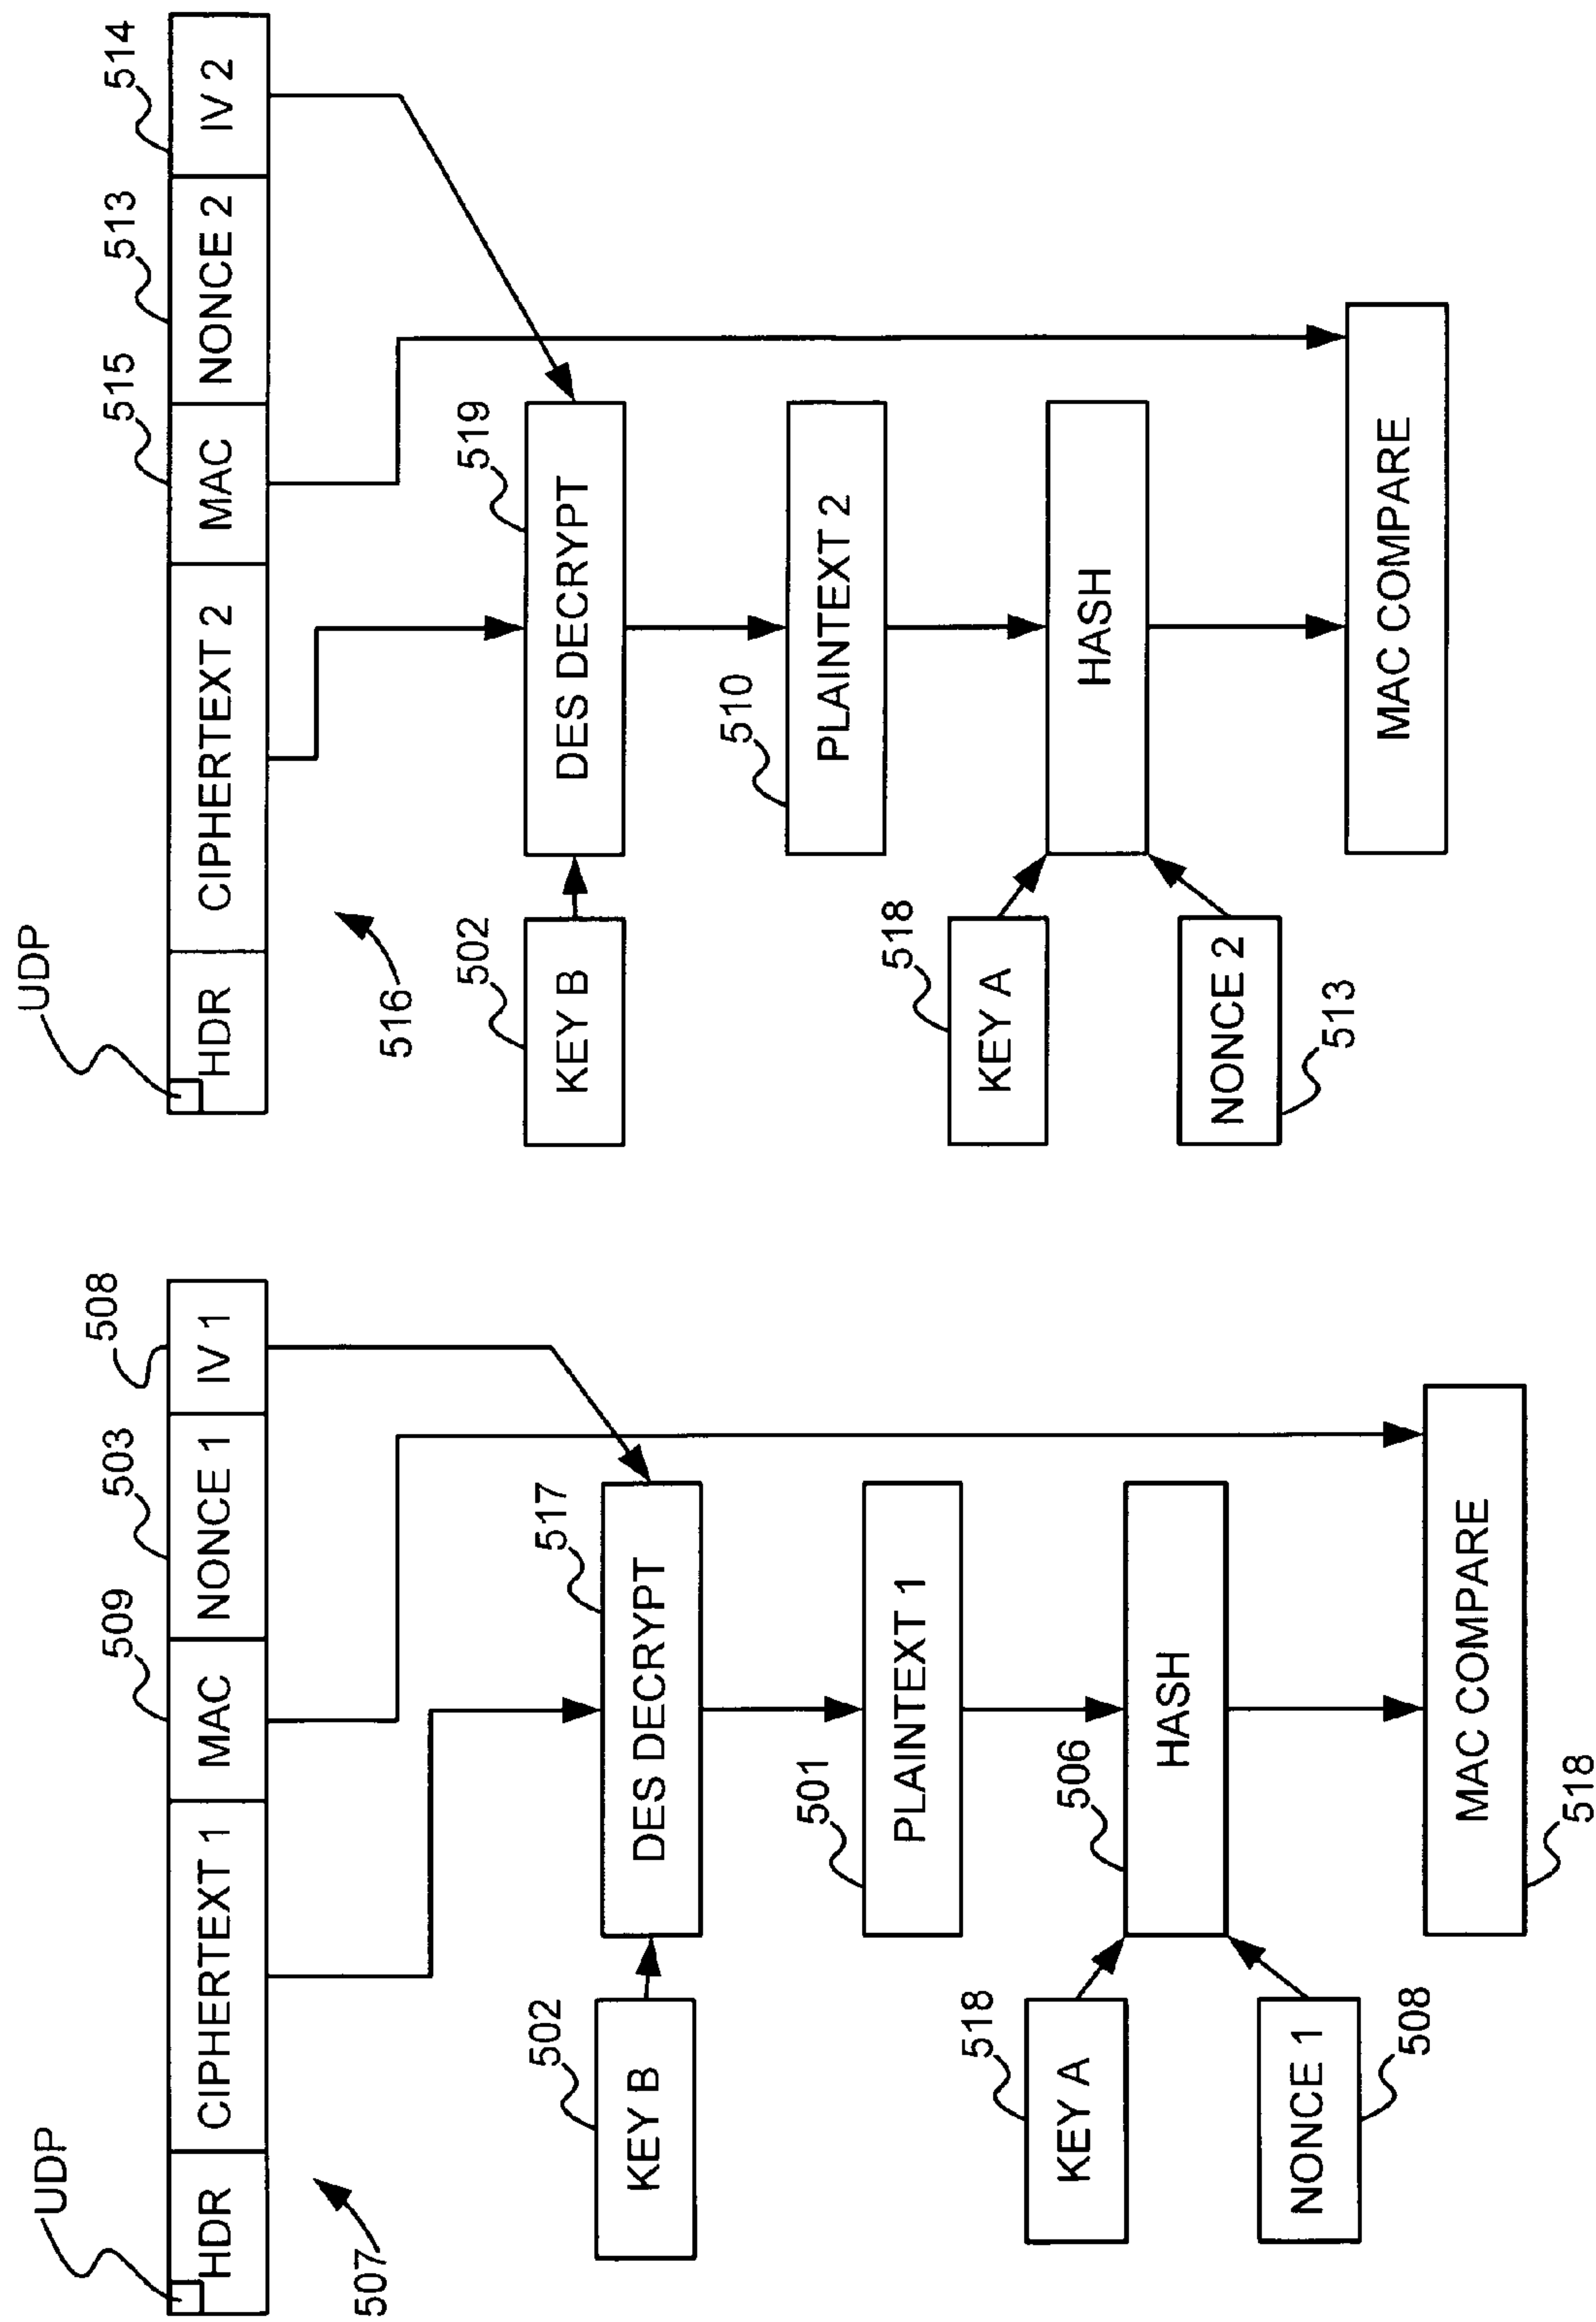 UDP
507
HDR
CIPHERTEXT 1
MAC
NONCE 1
IV 1
509
503
508
KEY B
502
DES DECRYPT
517
PLAINTEXT 1
501
KEY A
518
NONCE 1
508
HASH
506
MAC COMPARE
518
UDP
516
HDR
CIPHERTEXT 2
MAC
NONCE 2
IV 2
515
513
514
KEY B
502
DES DECRYPT
519
PLAINTEXT 2
510
KEY A
518
NONCE 2
513
HASH
MAC COMPARE